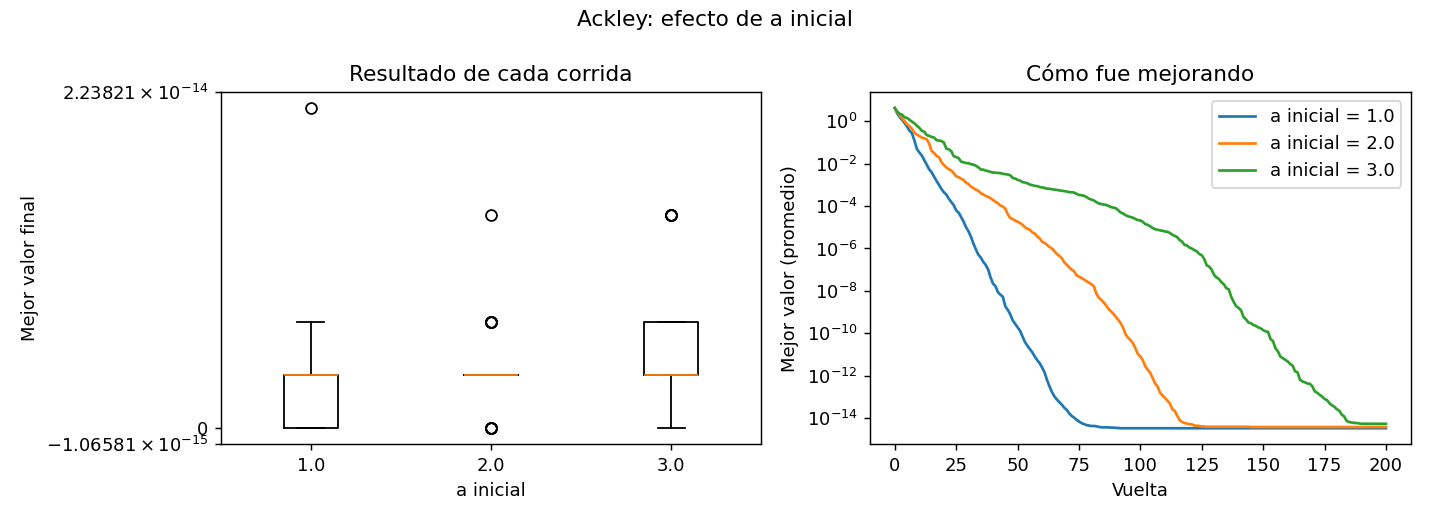 Ackley: efecto de a inicial
Resultado de cada corrida
2.23821 × 10⁻¹⁴
0
−1.06581 × 10⁻¹⁵
Mejor valor final
1.0 2.0 3.0
a inicial
Cómo fue mejorando
a inicial = 1.0
a inicial = 2.0
a inicial = 3.0
10⁰
10⁻²
10⁻⁴
10⁻⁶
10⁻⁸
10⁻¹⁰
10⁻¹²
10⁻¹⁴
Mejor valor (promedio)
0 25 50 75 100 125 150 175 200
Vuelta